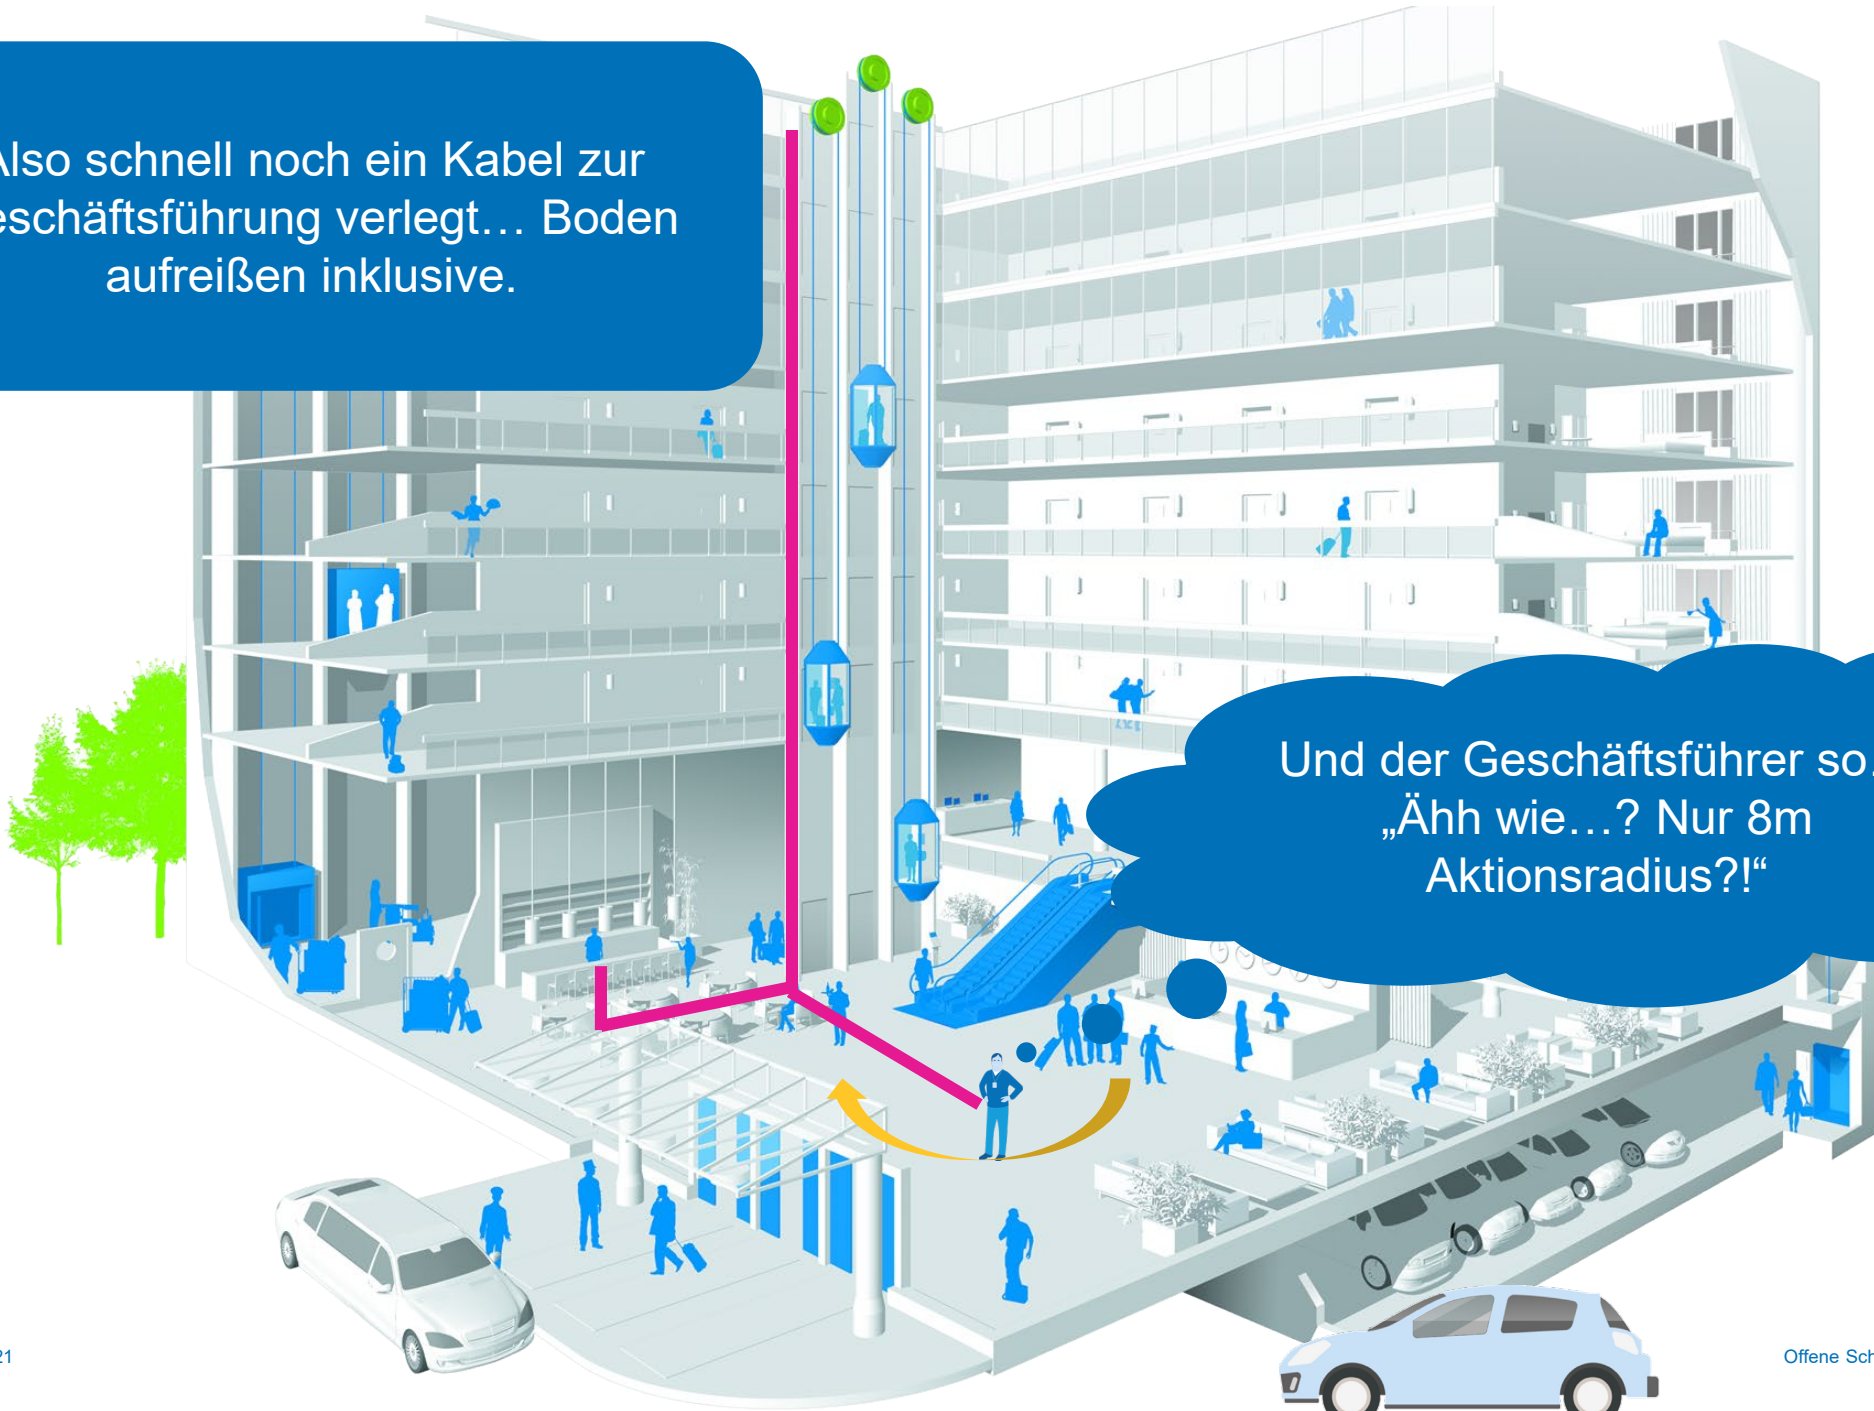 Also schnell noch ein Kabel zur
eschäftsführung verlegt… Boden
aufreißen inklusive.
Und der Geschäftsführer so.
„Ähh wie…? Nur 8m
Aktionsradius?!“
21
Offene Sch